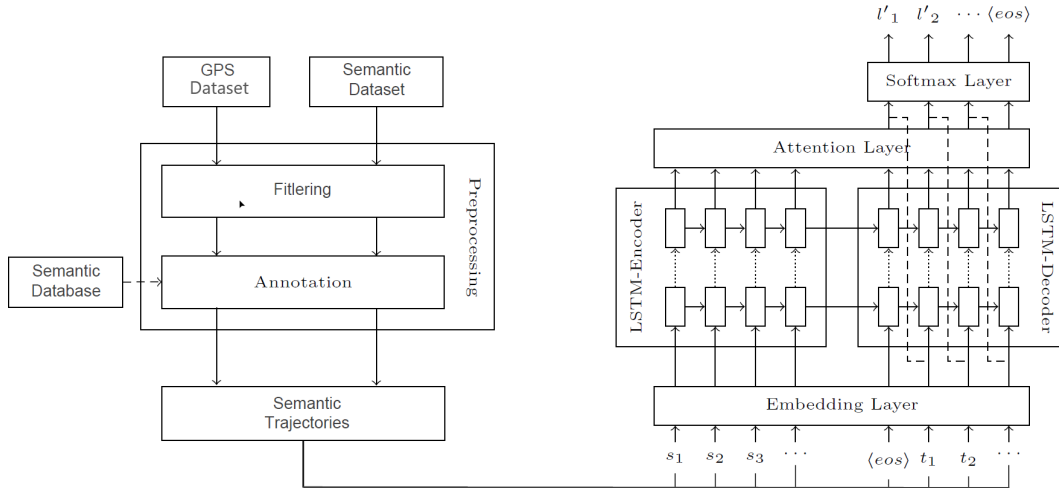 GPS
Dataset
Semantic
Dataset
Fitlering
Preprocessing
Semantic
Database
Annotation
Semantic
Trajectories
l'₁ l'₂ ··· ⟨eos⟩
Softmax Layer
Attention Layer
LSTM-Encoder
LSTM-Decoder
Embedding Layer
s₁ s₂ s₃ ··· ⟨eos⟩ t₁ t₂ ···